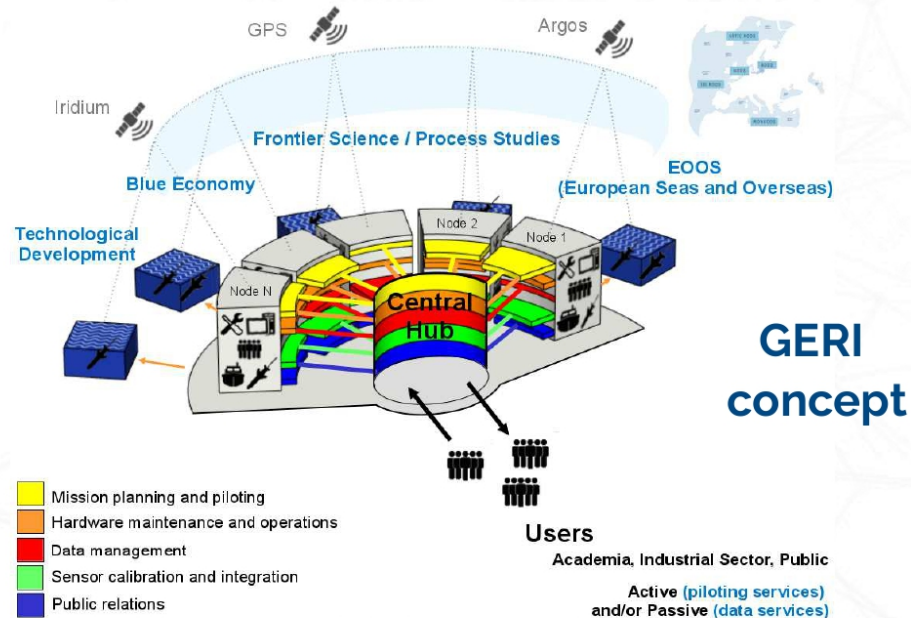 GPS
Argos
Iridium
Frontier Science / Process Studies
Blue Economy
EOOS
(European Seas and Overseas)
Technological
Development
Node 2
Node 1
Node N
Central
Hub
GERI
concept
Mission planning and piloting
Hardware maintenance and operations
Data management
Sensor calibration and integration
Public relations
Users
Academia, Industrial Sector, Public
Active (piloting services)
and/or Passive (data services)